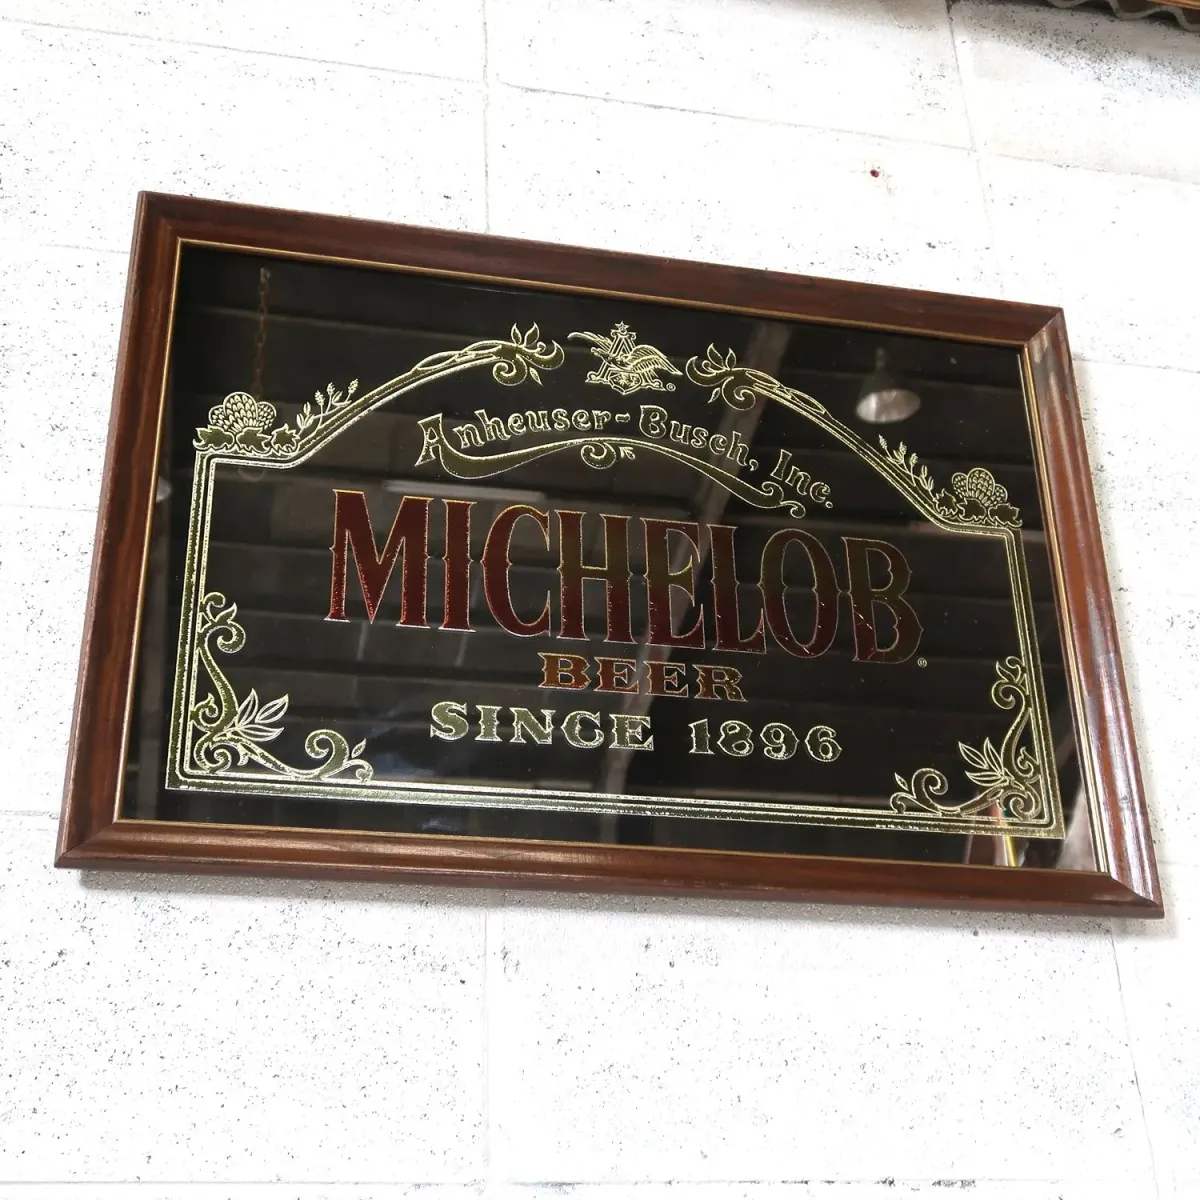 Anheuser-Busch, Inc.
MICHELOB®
BEER
SINCE 1896